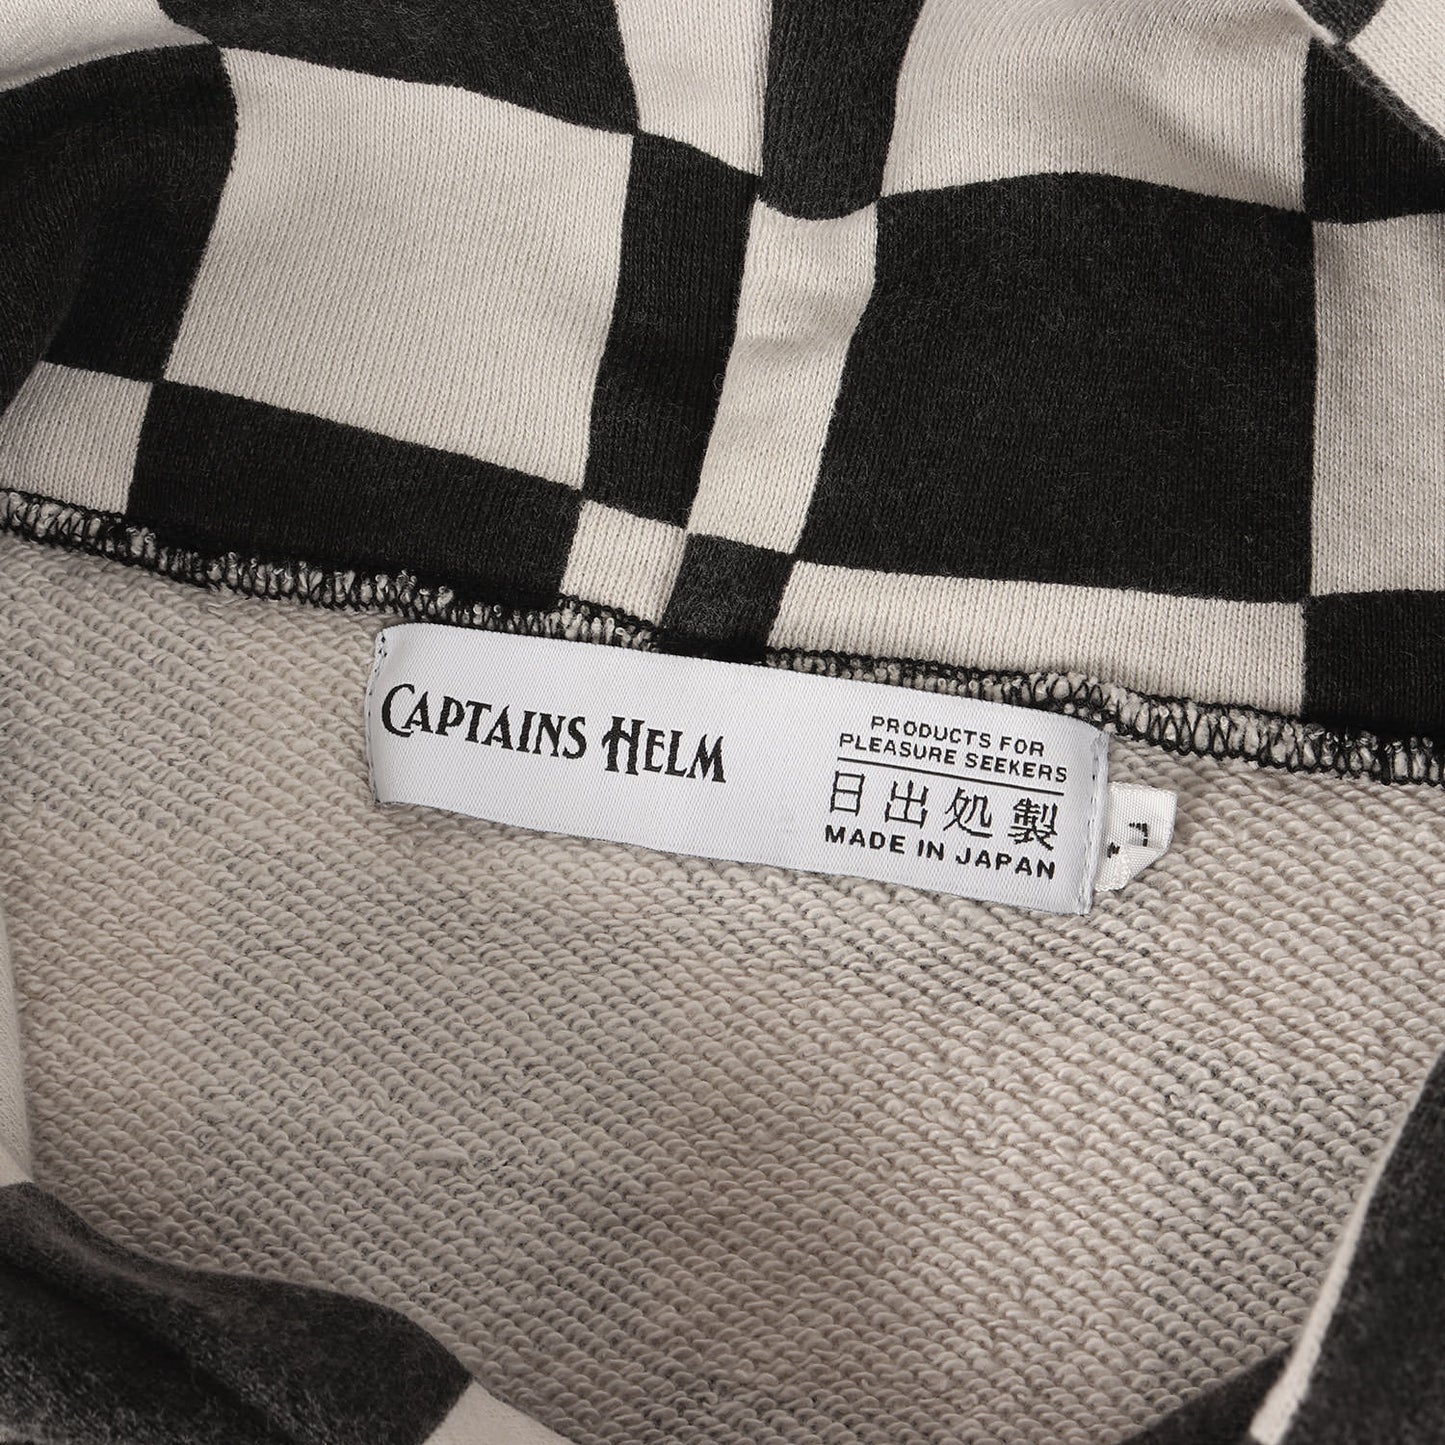 CAPTAINS HELM
PRODUCTS FOR
PLEASURE SEEKERS
日出処製
MADE IN JAPAN
L